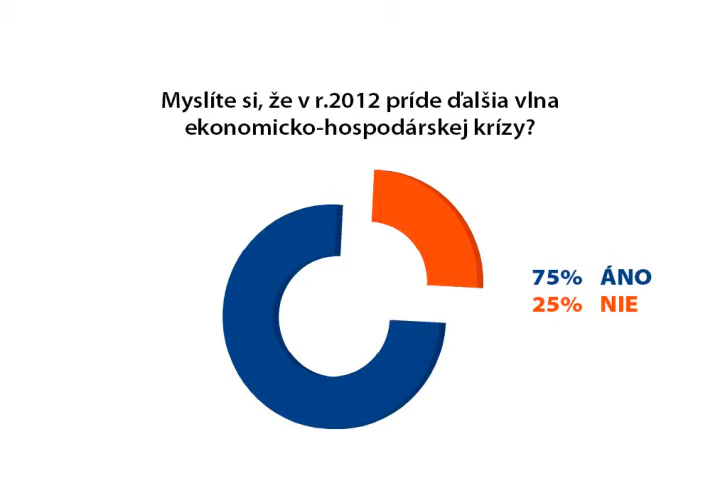 Myslíte si, že v r.2012 príde ďalšia vlna
ekonomicko-hospodárskej krízy?
75% ÁNO
25% NIE